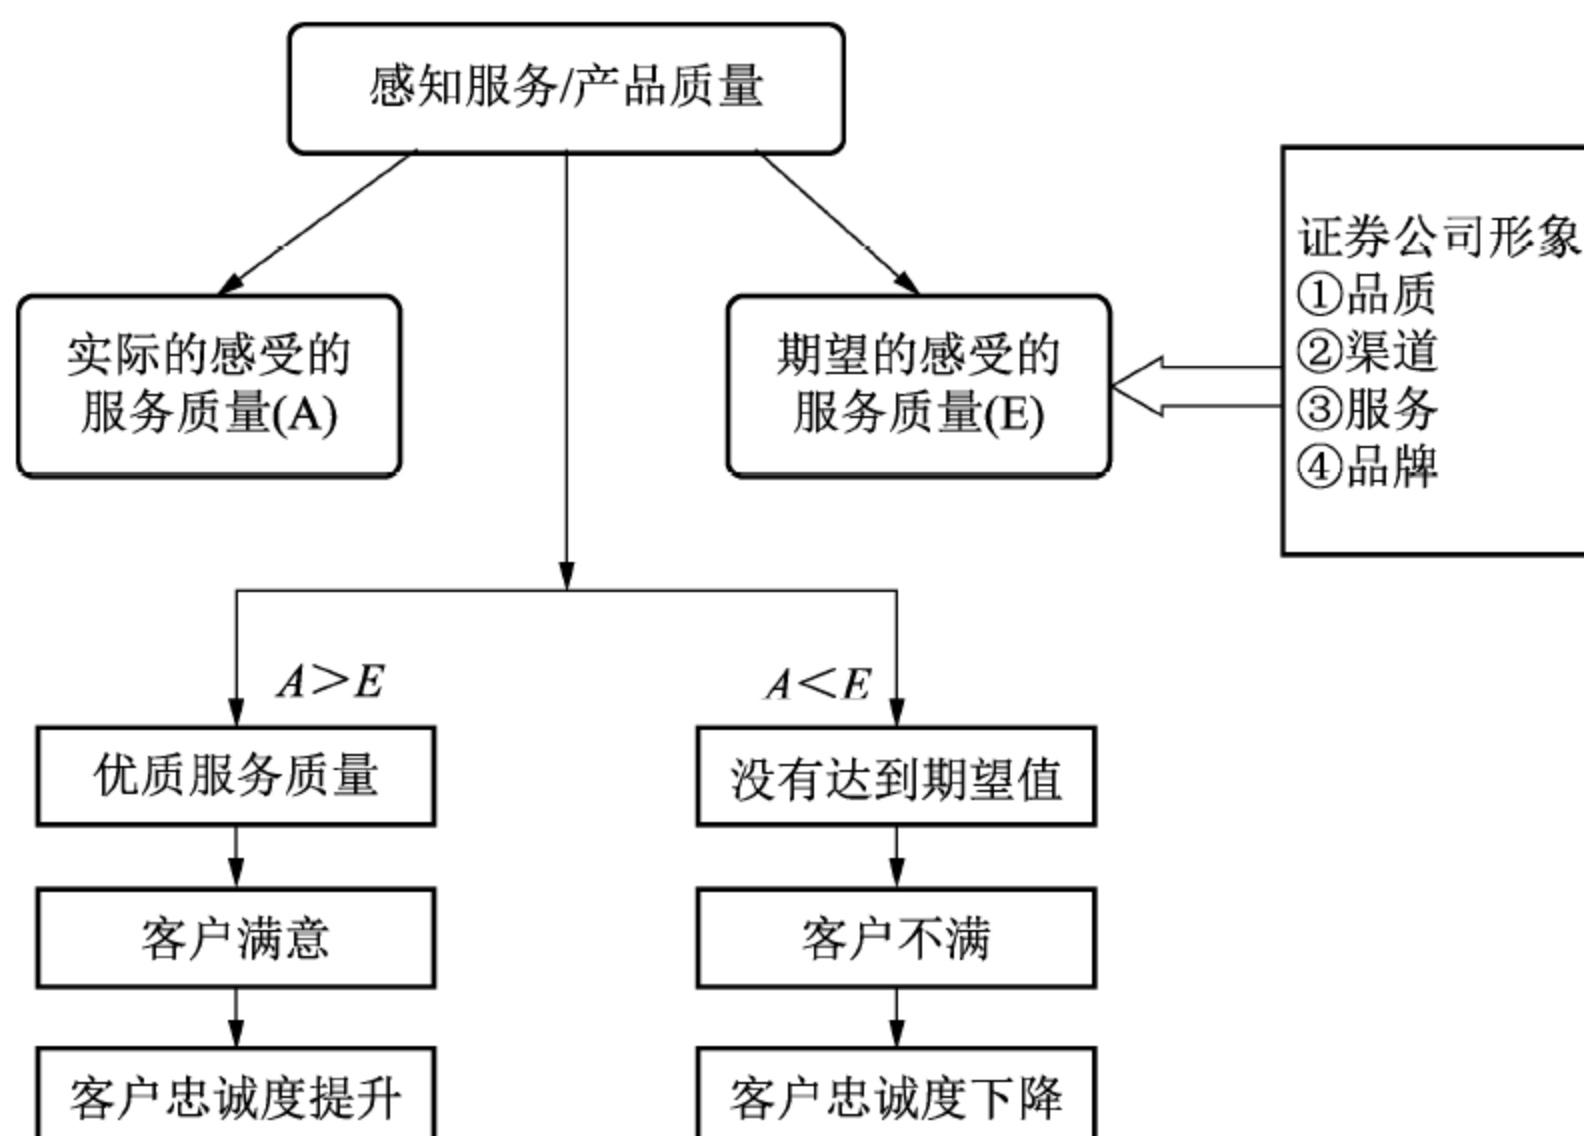 感知服务/产品质量
实际的感受的
服务质量(A)
期望的感受的
服务质量(E)
证券公司形象
①品质
②渠道
③服务
④品牌
A>E
A<E
优质服务质量
没有达到期望值
客户满意
客户不满
客户忠诚度提升
客户忠诚度下降